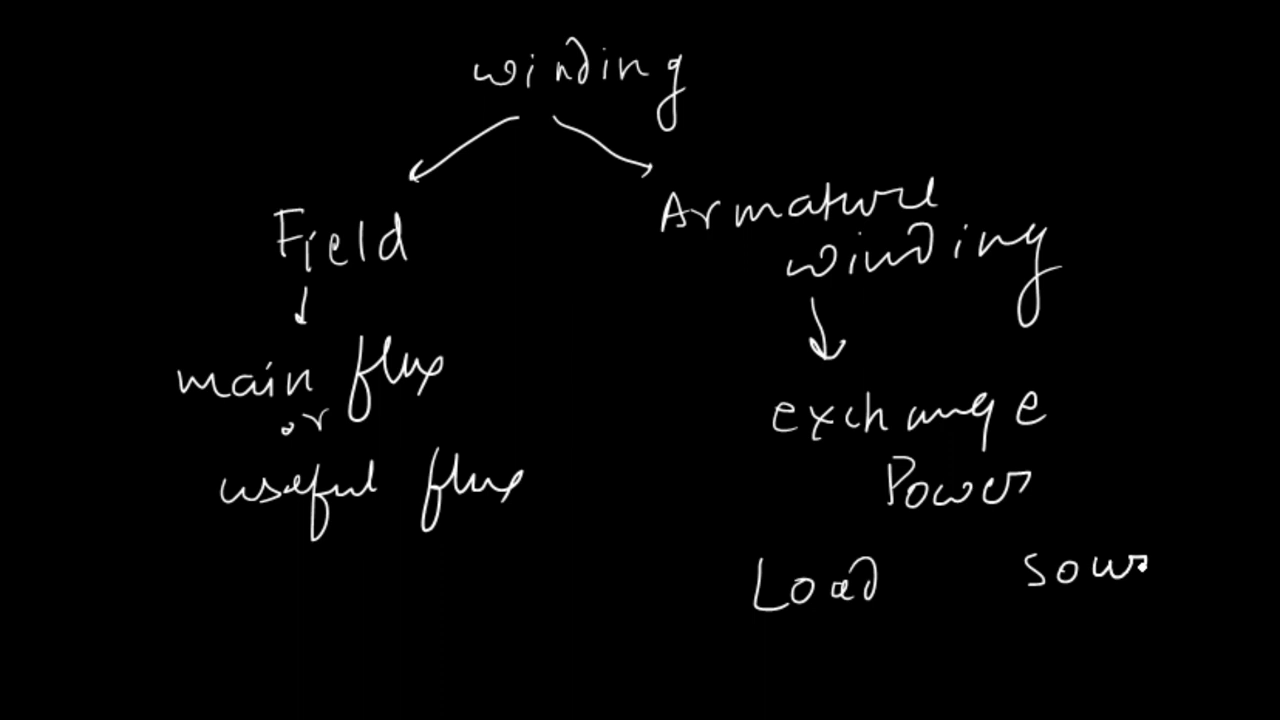 winding
Field
Armature
winding
main flux
or
useful flux
exchange
Power
Load sour